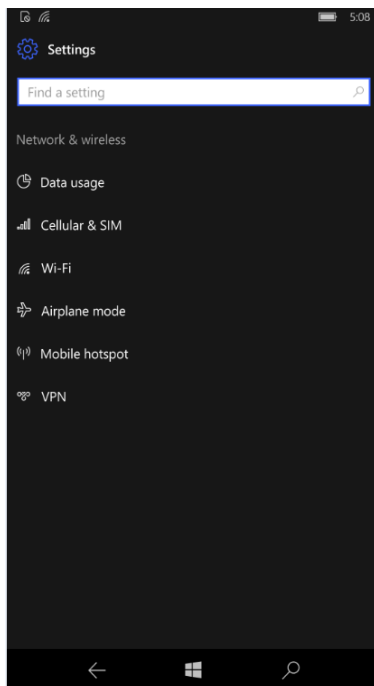 5:08
Settings
Find a setting
Network & wireless
Data usage
Cellular & SIM
Wi-Fi
Airplane mode
Mobile hotspot
VPN